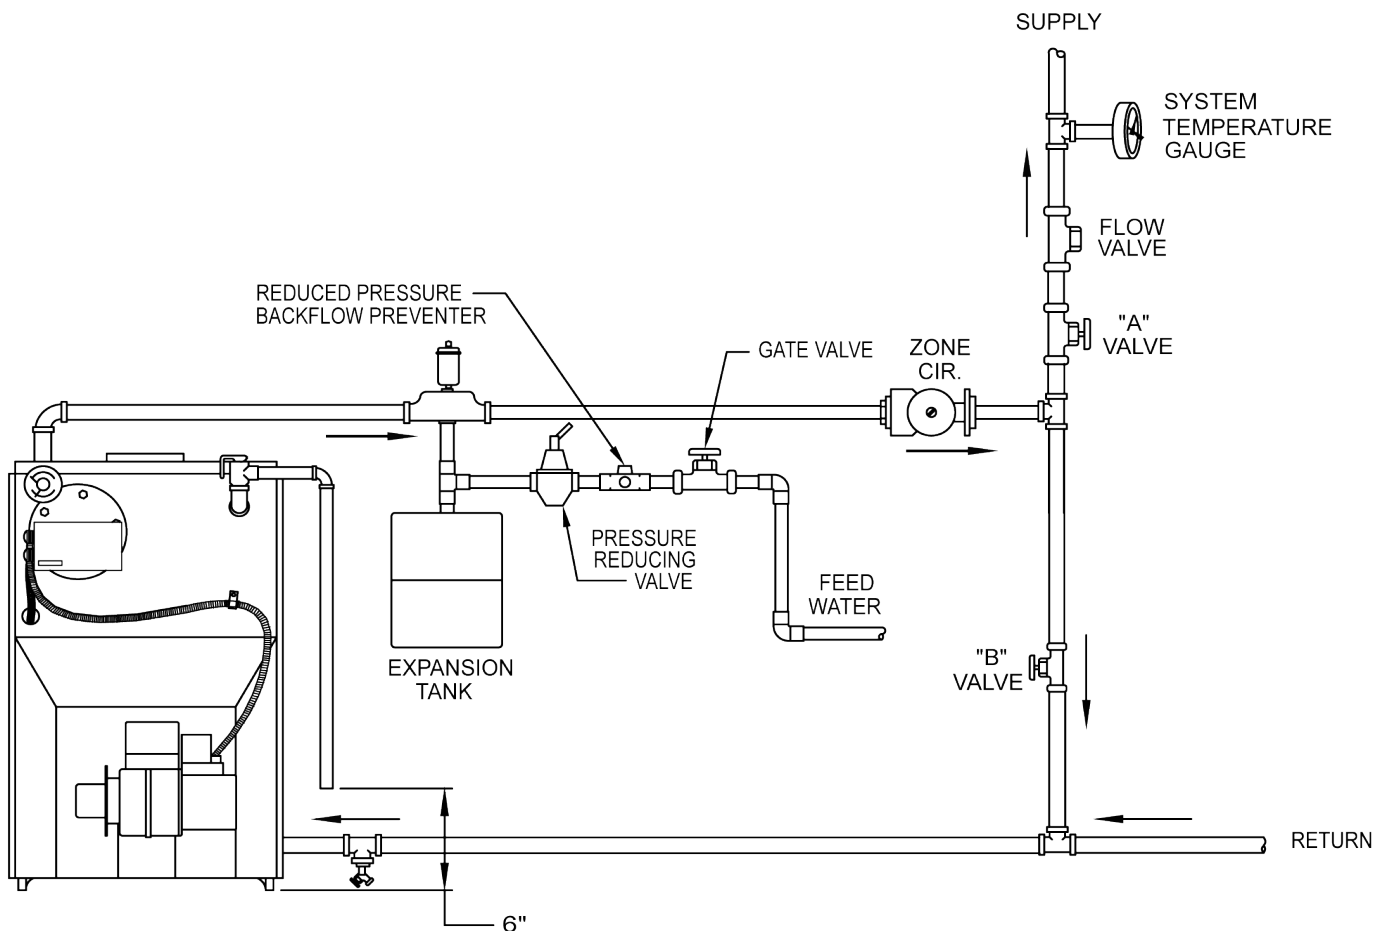 SUPPLY
SYSTEM
TEMPERATURE
GAUGE
FLOW
VALVE
REDUCED PRESSURE
BACKFLOW PREVENTER
"A"
VALVE
GATE VALVE
ZONE
CIR.
PRESSURE
REDUCING
VALVE
FEED
WATER
EXPANSION
TANK
"B"
VALVE
RETURN
6"